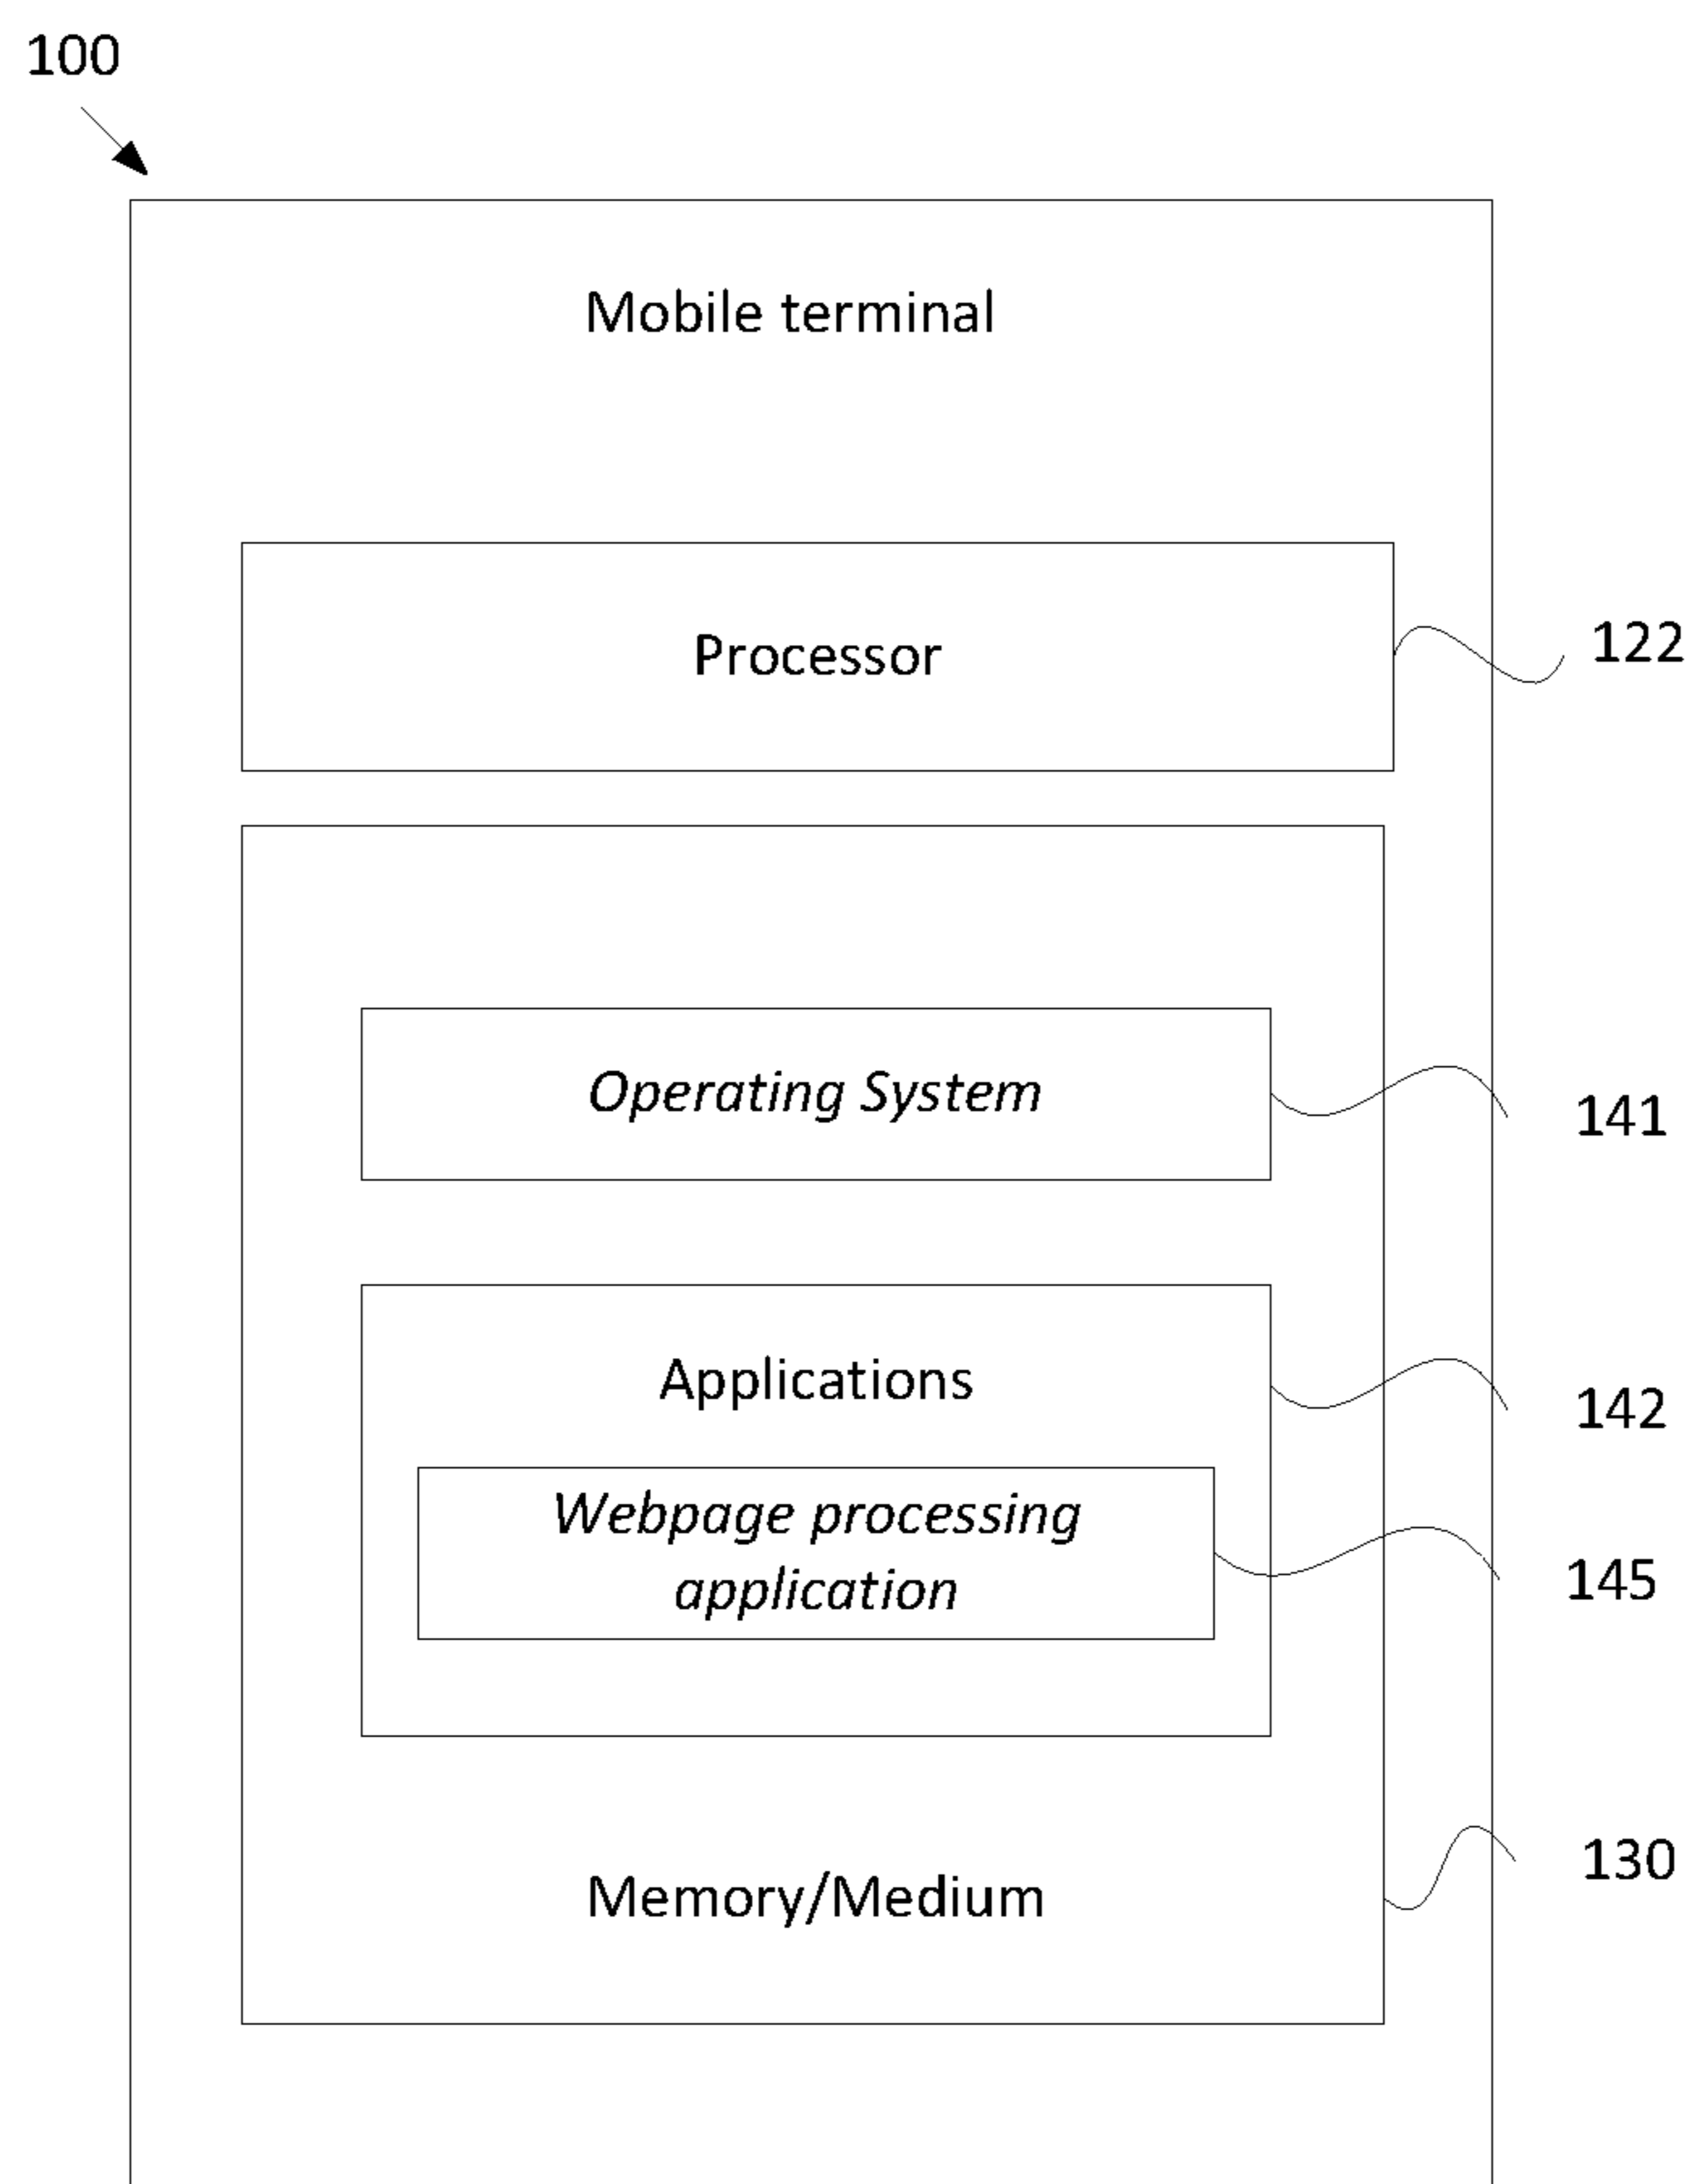 100
Mobile terminal
Processor
122
Operating System
141
Applications
142
Webpage processing
application
145
Memory/Medium
130